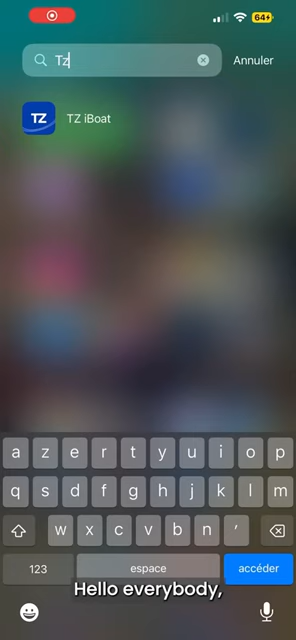 64
Tz
Annuler
TZ
TZ iBoat
a z e r t y u i o p
q s d f g h j k l m
w x c v b n ’
123
espace
accéder
Hello everybody,